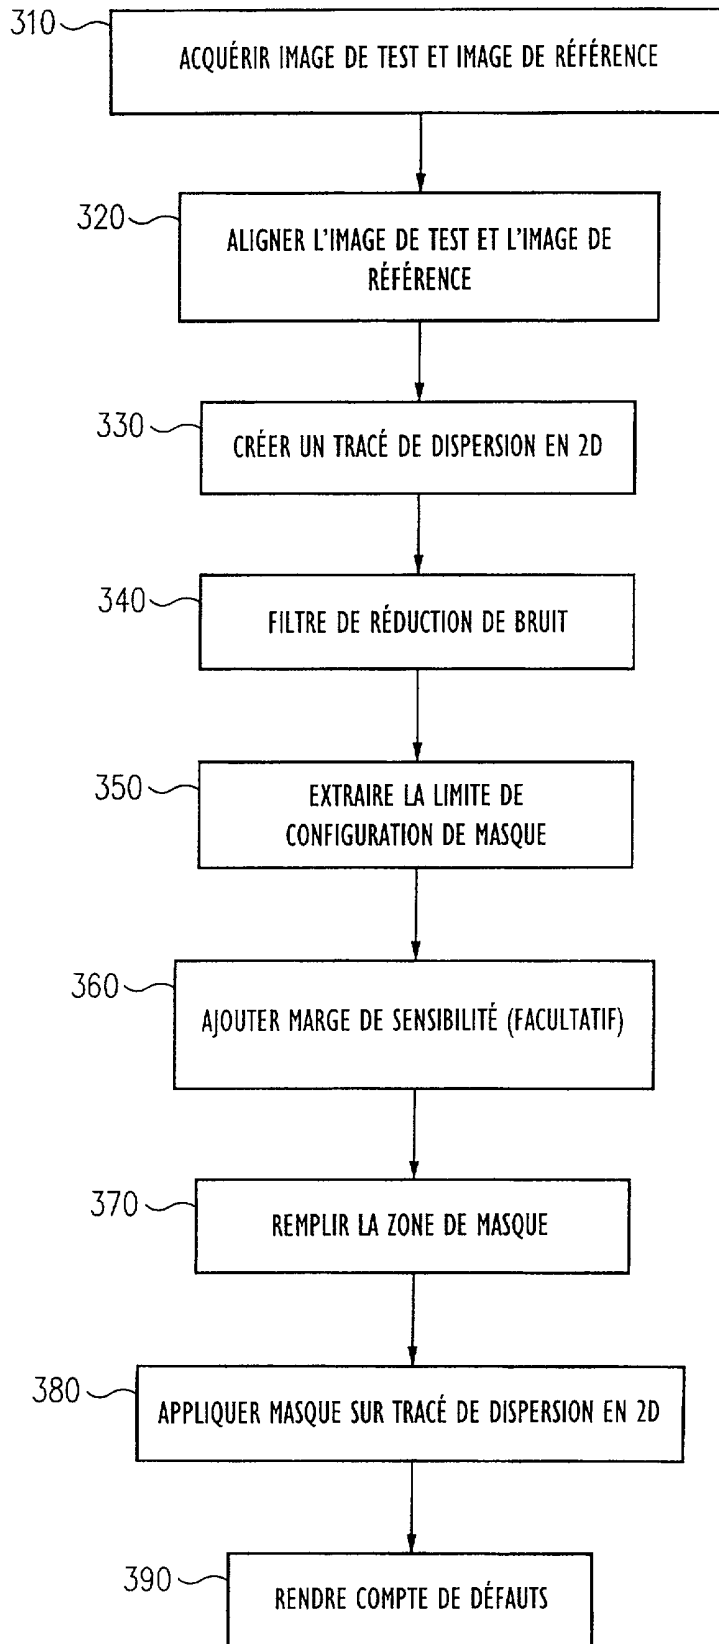 310
ACQUÉRIR IMAGE DE TEST ET IMAGE DE RÉFÉRENCE
320
ALIGNER L'IMAGE DE TEST ET L'IMAGE DE
RÉFÉRENCE
330
CRÉER UN TRACÉ DE DISPERSION EN 2D
340
FILTRE DE RÉDUCTION DE BRUIT
350
EXTRAIRE LA LIMITE DE
CONFIGURATION DE MASQUE
360
AJOUTER MARGE DE SENSIBILITÉ (FACULTATIF)
370
REMPLIR LA ZONE DE MASQUE
380
APPLIQUER MASQUE SUR TRACÉ DE DISPERSION EN 2D
390
RENDRE COMPTE DE DÉFAUTS